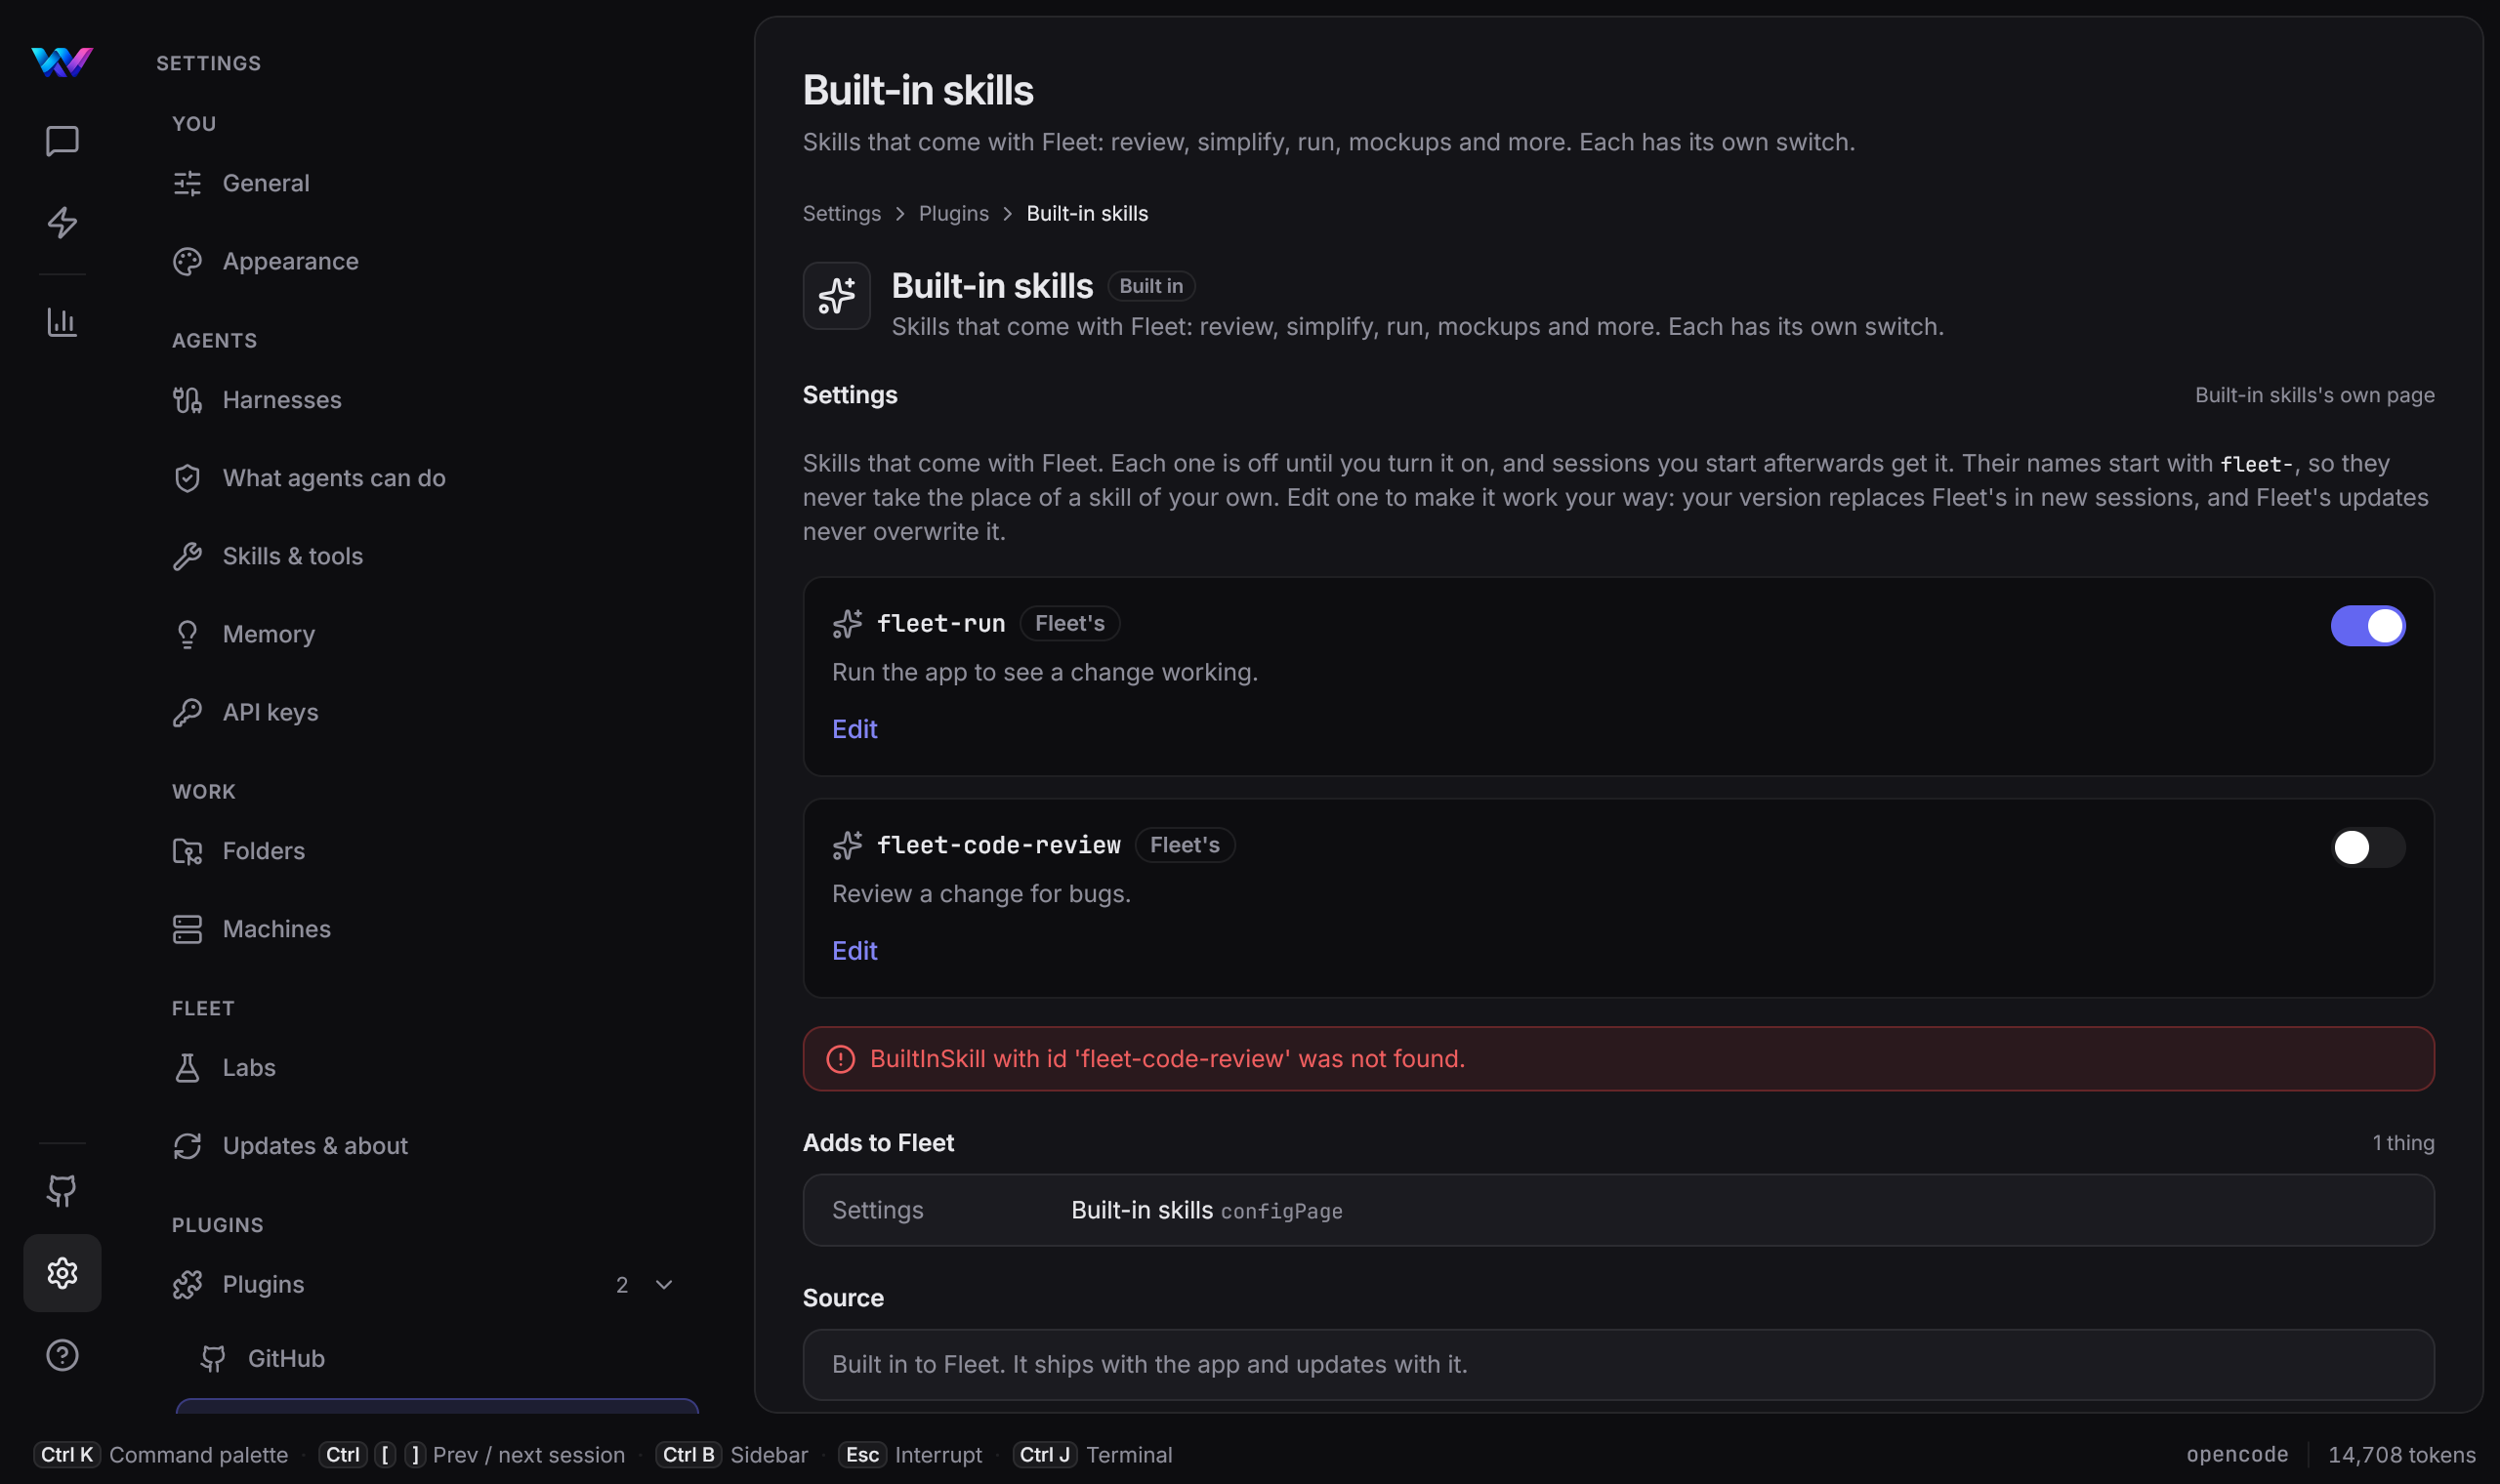 SETTINGS
YOU
General
Appearance
AGENTS
Harnesses
What agents can do
Skills & tools
Memory
API keys
WORK
Folders
Machines
FLEET
Labs
Updates & about
PLUGINS
Plugins 2
GitHub
Built-in skills
Skills that come with Fleet: review, simplify, run, mockups and more. Each has its own switch.
Settings > Plugins > Built-in skills
Built-in skills Built in
Skills that come with Fleet: review, simplify, run, mockups and more. Each has its own switch.
Settings Built-in skills's own page
Skills that come with Fleet. Each one is off until you turn it on, and sessions you start afterwards get it. Their names start with fleet-, so they
never take the place of a skill of your own. Edit one to make it work your way: your version replaces Fleet's in new sessions, and Fleet's updates
never overwrite it.
fleet-run Fleet's
Run the app to see a change working.
Edit
fleet-code-review Fleet's
Review a change for bugs.
Edit
BuiltInSkill with id 'fleet-code-review' was not found.
Adds to Fleet 1 thing
Settings Built-in skills configPage
Source
Built in to Fleet. It ships with the app and updates with it.
Ctrl K Command palette · Ctrl [ ] Prev / next session · Ctrl B Sidebar · Esc Interrupt · Ctrl J Terminal opencode 14,708 tokens